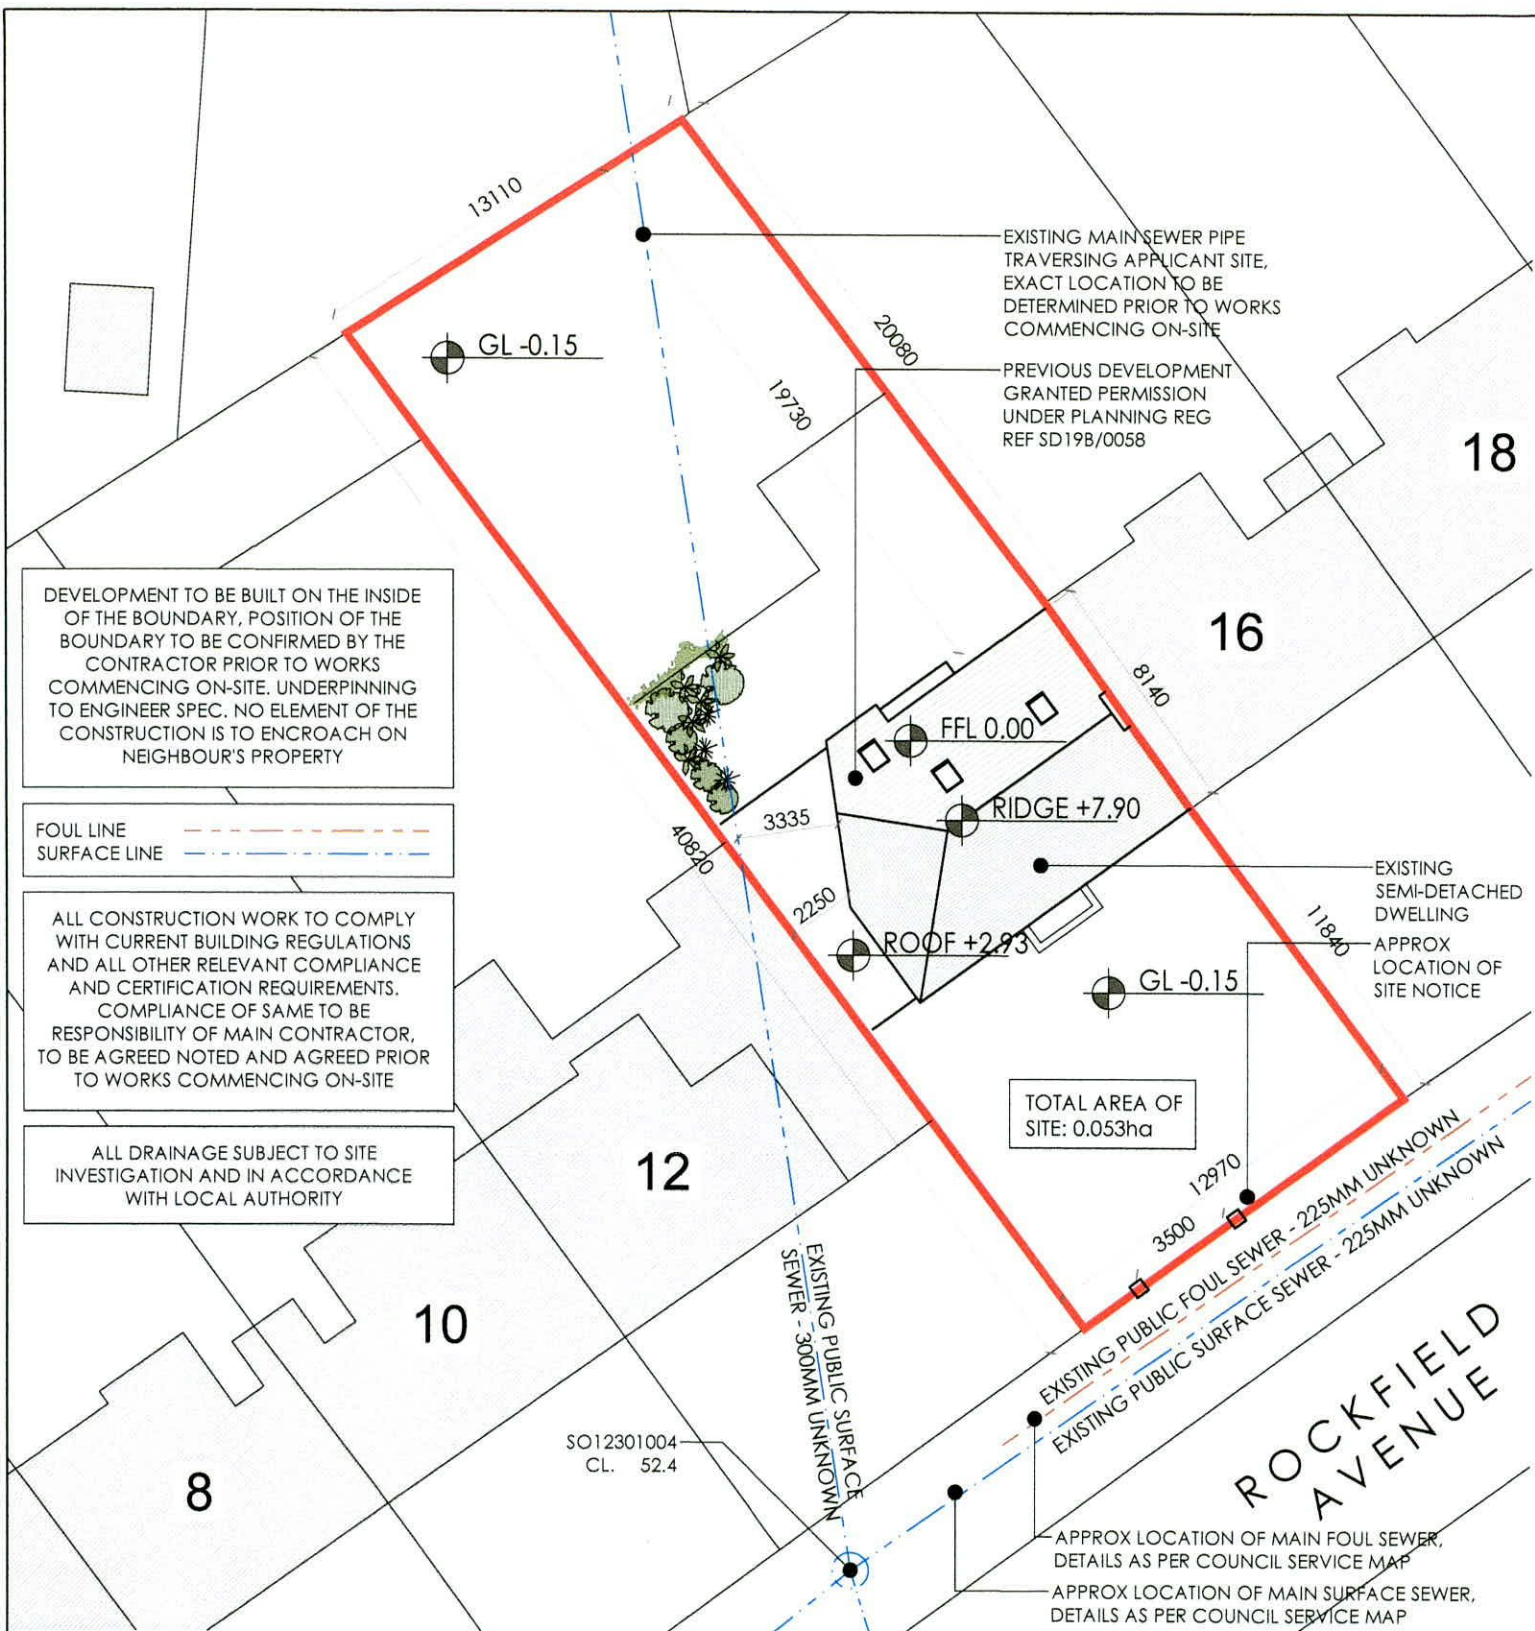 13110
EXISTING MAIN SEWER PIPE
TRAVERSING APPLICANT SITE,
EXACT LOCATION TO BE
DETERMINED PRIOR TO WORKS
COMMENCING ON-SITE
GL -0.15
20080
19730
PREVIOUS DEVELOPMENT
GRANTED PERMISSION
UNDER PLANNING REG
REF SD19B/0058
18
16
DEVELOPMENT TO BE BUILT ON THE INSIDE
OF THE BOUNDARY, POSITION OF THE
BOUNDARY TO BE CONFIRMED BY THE
CONTRACTOR PRIOR TO WORKS
COMMENCING ON-SITE. UNDERPINNING
TO ENGINEER SPEC. NO ELEMENT OF THE
CONSTRUCTION IS TO ENCROACH ON
NEIGHBOUR'S PROPERTY
8140
FFL 0.00
RIDGE +7.90
FOUL LINE
SURFACE LINE
3335
40820
2250
ROOF +2.93
EXISTING
SEMI-DETACHED
DWELLING
11840
APPROX
LOCATION OF
SITE NOTICE
GL -0.15
ALL CONSTRUCTION WORK TO COMPLY
WITH CURRENT BUILDING REGULATIONS
AND ALL OTHER RELEVANT COMPLIANCE
AND CERTIFICATION REQUIREMENTS.
COMPLIANCE OF SAME TO BE
RESPONSIBILITY OF MAIN CONTRACTOR,
TO BE AGREED NOTED AND AGREED PRIOR
TO WORKS COMMENCING ON-SITE
TOTAL AREA OF
SITE: 0.053ha
ALL DRAINAGE SUBJECT TO SITE
INVESTIGATION AND IN ACCORDANCE
WITH LOCAL AUTHORITY
12
12970
3500
10
8
EXISTING PUBLIC FOUL SEWER - 225MM UNKNOWN
EXISTING PUBLIC SURFACE SEWER - 225MM UNKNOWN
EXISTING PUBLIC SURFACE
SEWER - 300MM UNKNOWN
SO12301004
CL. 52.4
ROCKFIELD
AVENUE
APPROX LOCATION OF MAIN FOUL SEWER,
DETAILS AS PER COUNCIL SERVICE MAP
APPROX LOCATION OF MAIN SURFACE SEWER,
DETAILS AS PER COUNCIL SERVICE MAP